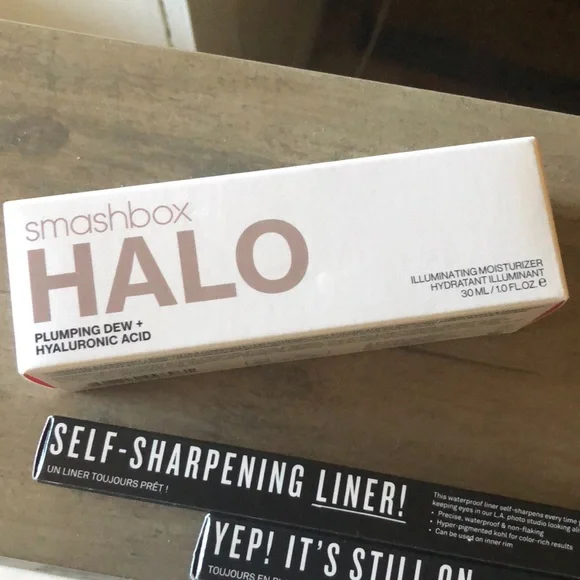 smashbox
HALO
PLUMPING DEW +
HYALURONIC ACID
ILLUMINATING MOISTURIZER
HYDRATANT ILLUMINANT
30 ML / 1.0 FL.OZ. ℮
SELF-SHARPENING LINER!
UN LINER TOUJOURS PRÊT !
This waterproof liner self-sharpens every time
keeping eyes in our L.A. photo studio looking
• Precise, waterproof & non-flaking
• Hyper-pigmented kohl for color-rich results
• Can be used on inner rim
YEP! IT'S STILL ON
TOUJOURS EN